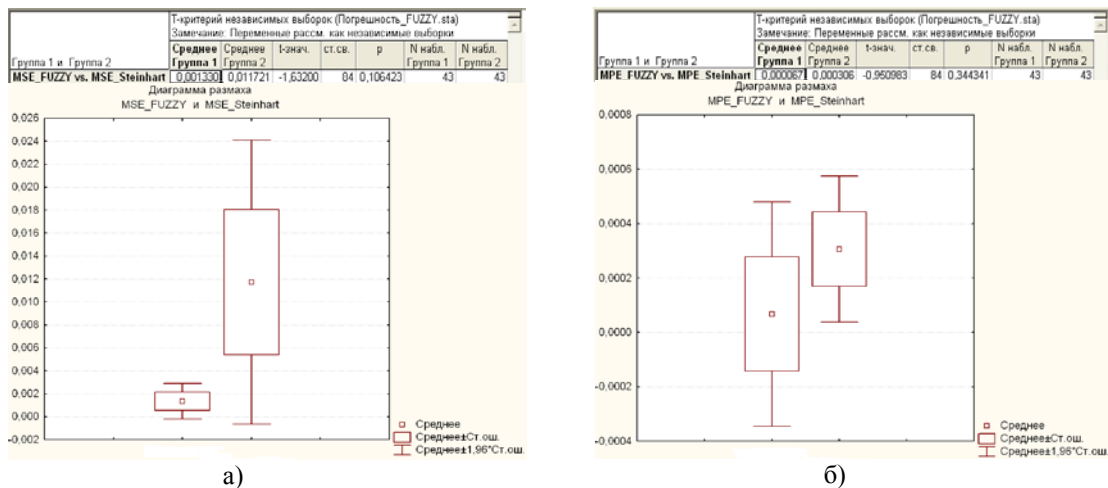 Т-критерий независимых выборок (Погрешность_FUZZY.sta)
Замечание: Переменные рассм. как независимые выборки
Группа 1 и Группа 2 Среднее Группа 1 Среднее Группа 2 t-знач. ст.св. p N набл. Группа 1 N набл. Группа 2
MSE_FUZZY vs. MSE_Steinhart 0,001330 0,011721 -1,63200 84 0,106423 43 43
Диаграмма размаха
MSE_FUZZY и MSE_Steinhart
0,026
0,024
0,022
0,020
0,018
0,016
0,014
0,012
0,010
0,008
0,006
0,004
0,002
0,000
-0,002
Среднее
Среднее±Ст.ош.
Среднее±1,96*Ст.ош.
а)
Т-критерий независимых выборок (Погрешность_FUZZY.sta)
Замечание: Переменные рассм. как независимые выборки
Группа 1 и Группа 2 Среднее Группа 1 Среднее Группа 2 t-знач. ст.св. p N набл. Группа 1 N набл. Группа 2
MPE_FUZZY vs. MPE_Steinhart 0,000067 0,000306 -0,950983 84 0,344341 43 43
Диаграмма размаха
MPE_FUZZY и MPE_Steinhart
0,0008
0,0006
0,0004
0,0002
0,0000
-0,0002
-0,0004
Среднее
Среднее±Ст.ош.
Среднее±1,96*Ст.ош.
б)